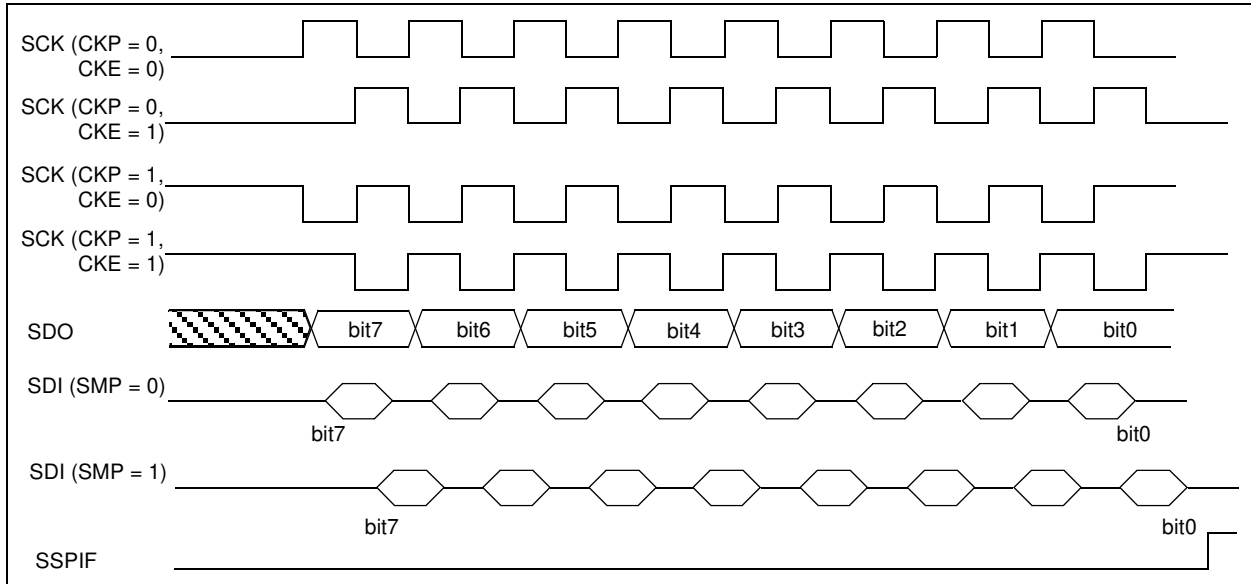 SCK (CKP = 0,
CKE = 0)
SCK (CKP = 0,
CKE = 1)
SCK (CKP = 1,
CKE = 0)
SCK (CKP = 1,
CKE = 1)
SDO bit7 bit6 bit5 bit4 bit3 bit2 bit1 bit0
SDI (SMP = 0)
bit7 bit0
SDI (SMP = 1)
bit7 bit0
SSPIF